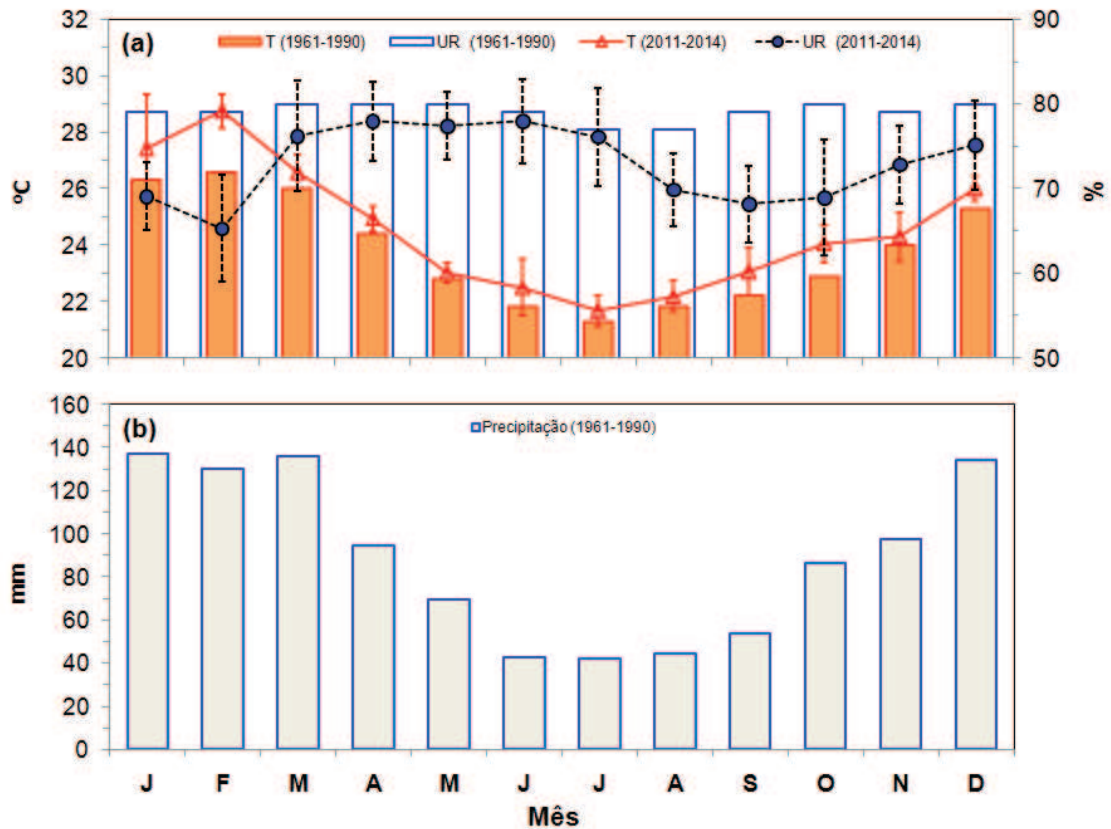 (a)
T (1961-1990) UR (1961-1990) T (2011-2014) UR (2011-2014)
32
30
28
26
24
22
20
ºC
90
80
70
60
50
%
(b)
Precipitação (1961-1990)
160
140
120
100
80
60
40
20
0
mm
J F M A M J J A S O N D
Mês